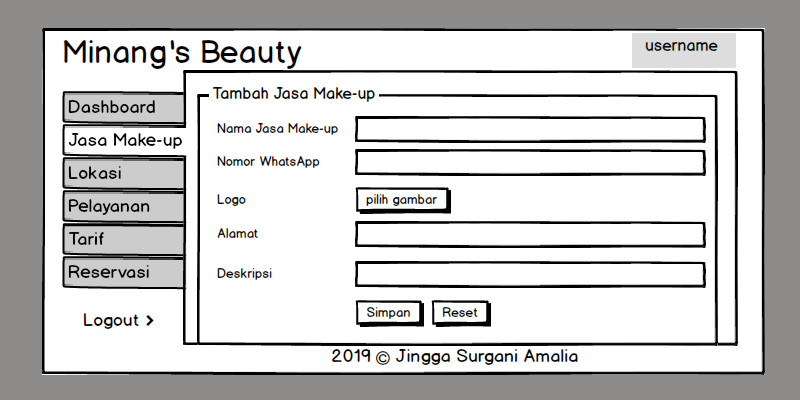 Minang's Beauty
username
Dashboard
Jasa Make-up
Lokasi
Pelayanan
Tarif
Reservasi
Logout >
Tambah Jasa Make-up
Nama Jasa Make-up
Nomor WhatsApp
Logo
pilih gambar
Alamat
Deskripsi
Simpan
Reset
2019 © Jingga Surgani Amalia